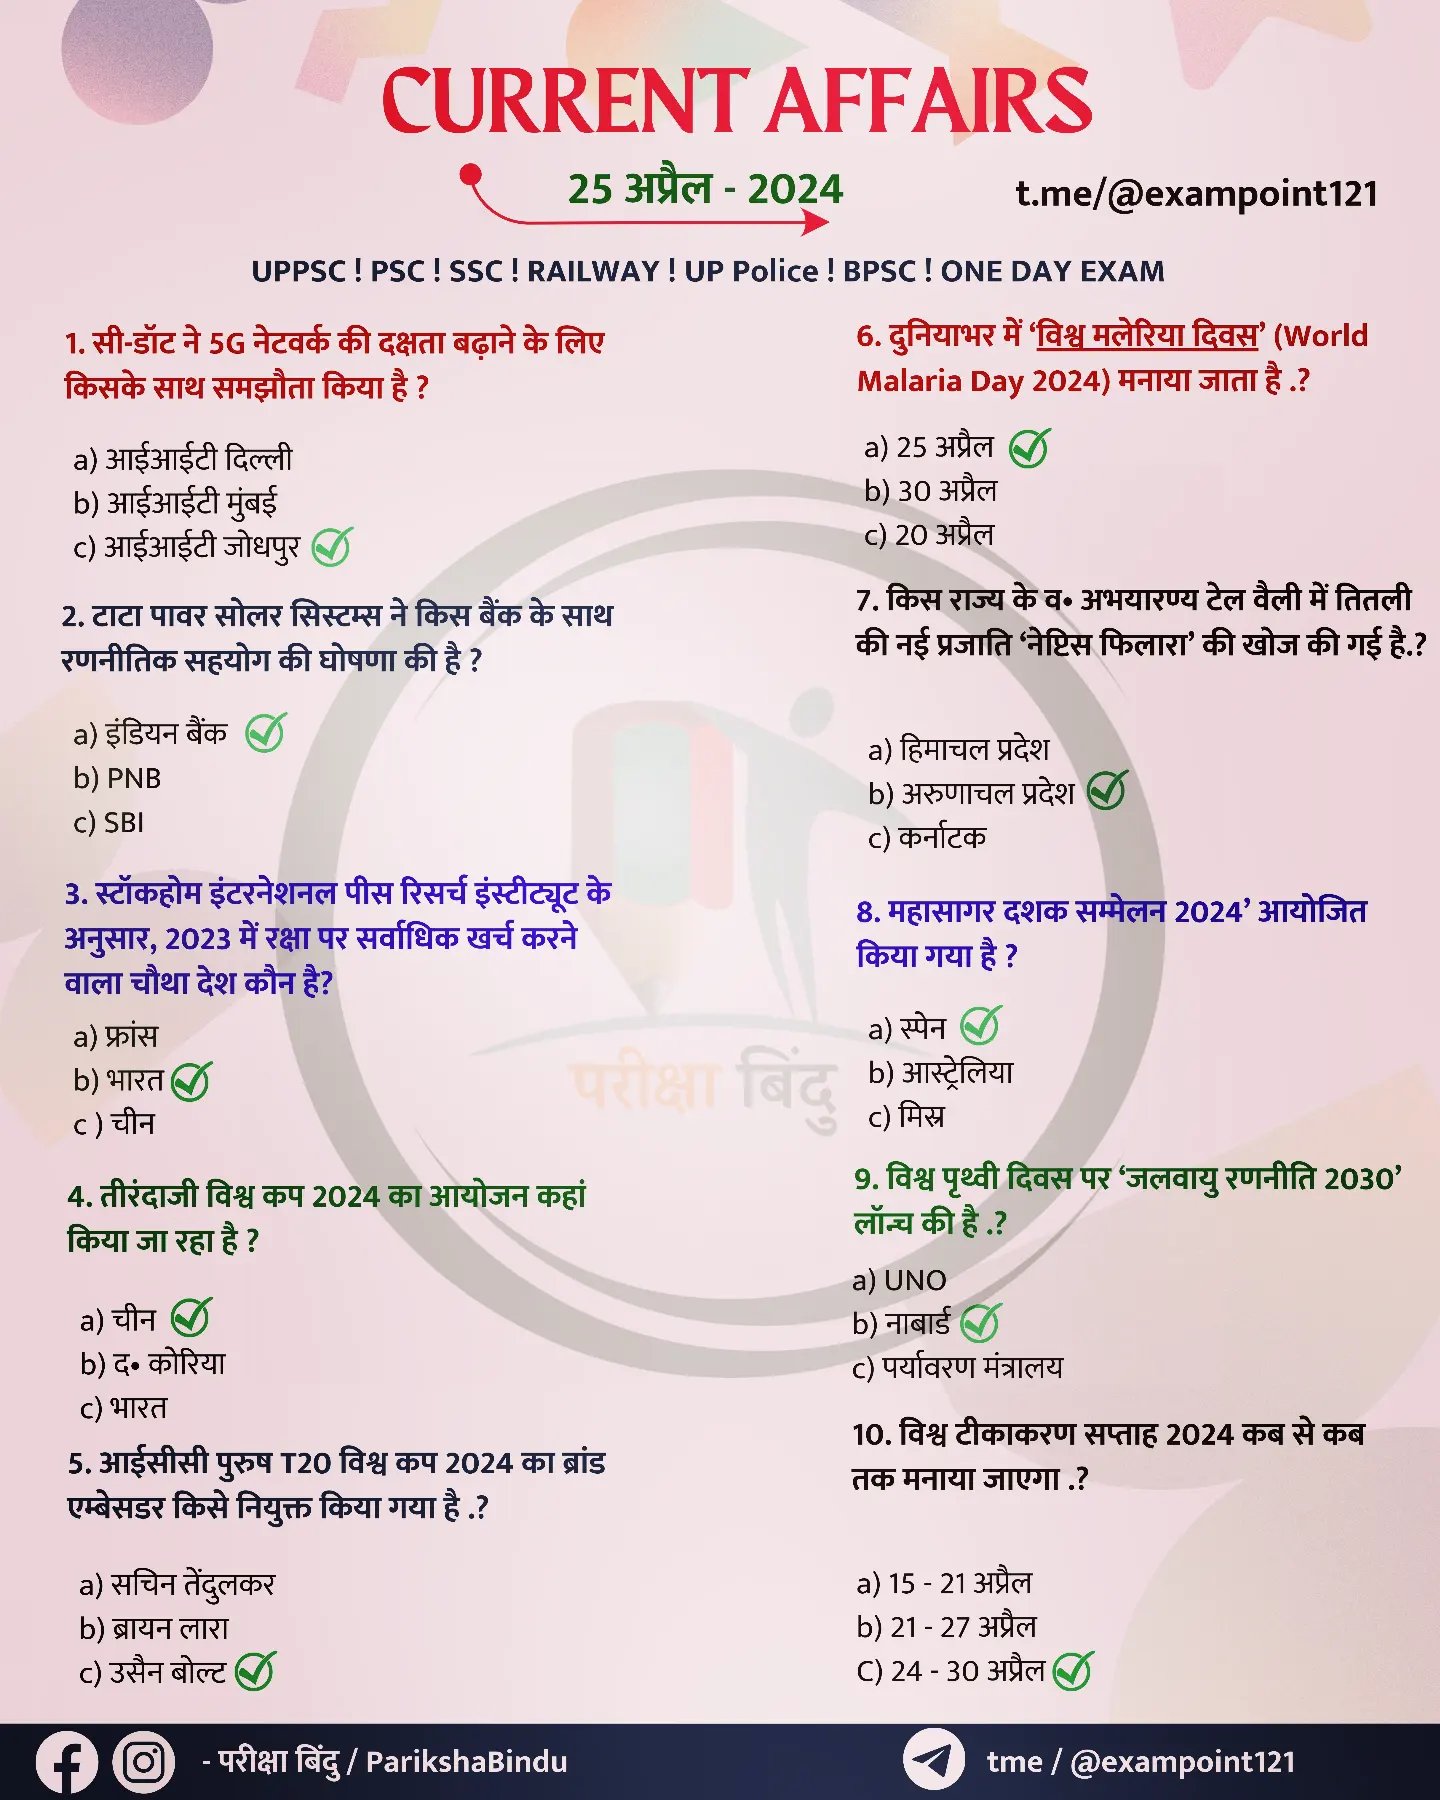 CURRENT AFFAIRS
25 अप्रैल - 2024
t.me/@exampoint121
UPPSC ! PSC ! SSC ! RAILWAY ! UP Police ! BPSC ! ONE DAY EXAM
1. सी-डॉट ने 5G नेटवर्क की दक्षता बढ़ाने के लिए
किसके साथ समझौता किया है ?
a) आईआईटी दिल्ली
b) आईआईटी मुंबई
c) आईआईटी जोधपुर
2. टाटा पावर सोलर सिस्टम्स ने किस बैंक के साथ
रणनीतिक सहयोग की घोषणा की है ?
a) इंडियन बैंक
b) PNB
c) SBI
3. स्टॉकहोम इंटरनेशनल पीस रिसर्च इंस्टीट्यूट के
अनुसार, 2023 में रक्षा पर सर्वाधिक खर्च करने
वाला चौथा देश कौन है?
a) फ्रांस
b) भारत
c ) चीन
4. तीरंदाजी विश्व कप 2024 का आयोजन कहां
किया जा रहा है ?
a) चीन
b) द• कोरिया
c) भारत
5. आईसीसी पुरुष T20 विश्व कप 2024 का ब्रांड
एम्बेसडर किसे नियुक्त किया गया है .?
a) सचिन तेंदुलकर
b) ब्रायन लारा
c) उसैन बोल्ट
6. दुनियाभर में ‘विश्व मलेरिया दिवस’ (World
Malaria Day 2024) मनाया जाता है .?
a) 25 अप्रैल
b) 30 अप्रैल
c) 20 अप्रैल
7. किस राज्य के व• अभयारण्य टेल वैली में तितली
की नई प्रजाति ‘नेप्टिस फिलारा’ की खोज की गई है.?
a) हिमाचल प्रदेश
b) अरुणाचल प्रदेश
c) कर्नाटक
8. महासागर दशक सम्मेलन 2024’ आयोजित
किया गया है ?
a) स्पेन
b) आस्ट्रेलिया
c) मिस्र
9. विश्व पृथ्वी दिवस पर ‘जलवायु रणनीति 2030’
लॉन्च की है .?
a) UNO
b) नाबार्ड
c) पर्यावरण मंत्रालय
10. विश्व टीकाकरण सप्ताह 2024 कब से कब
तक मनाया जाएगा .?
a) 15 - 21 अप्रैल
b) 21 - 27 अप्रैल
C) 24 - 30 अप्रैल
परीक्षा बिंदु
- परीक्षा बिंदु / ParikshaBindu
tme / @exampoint121